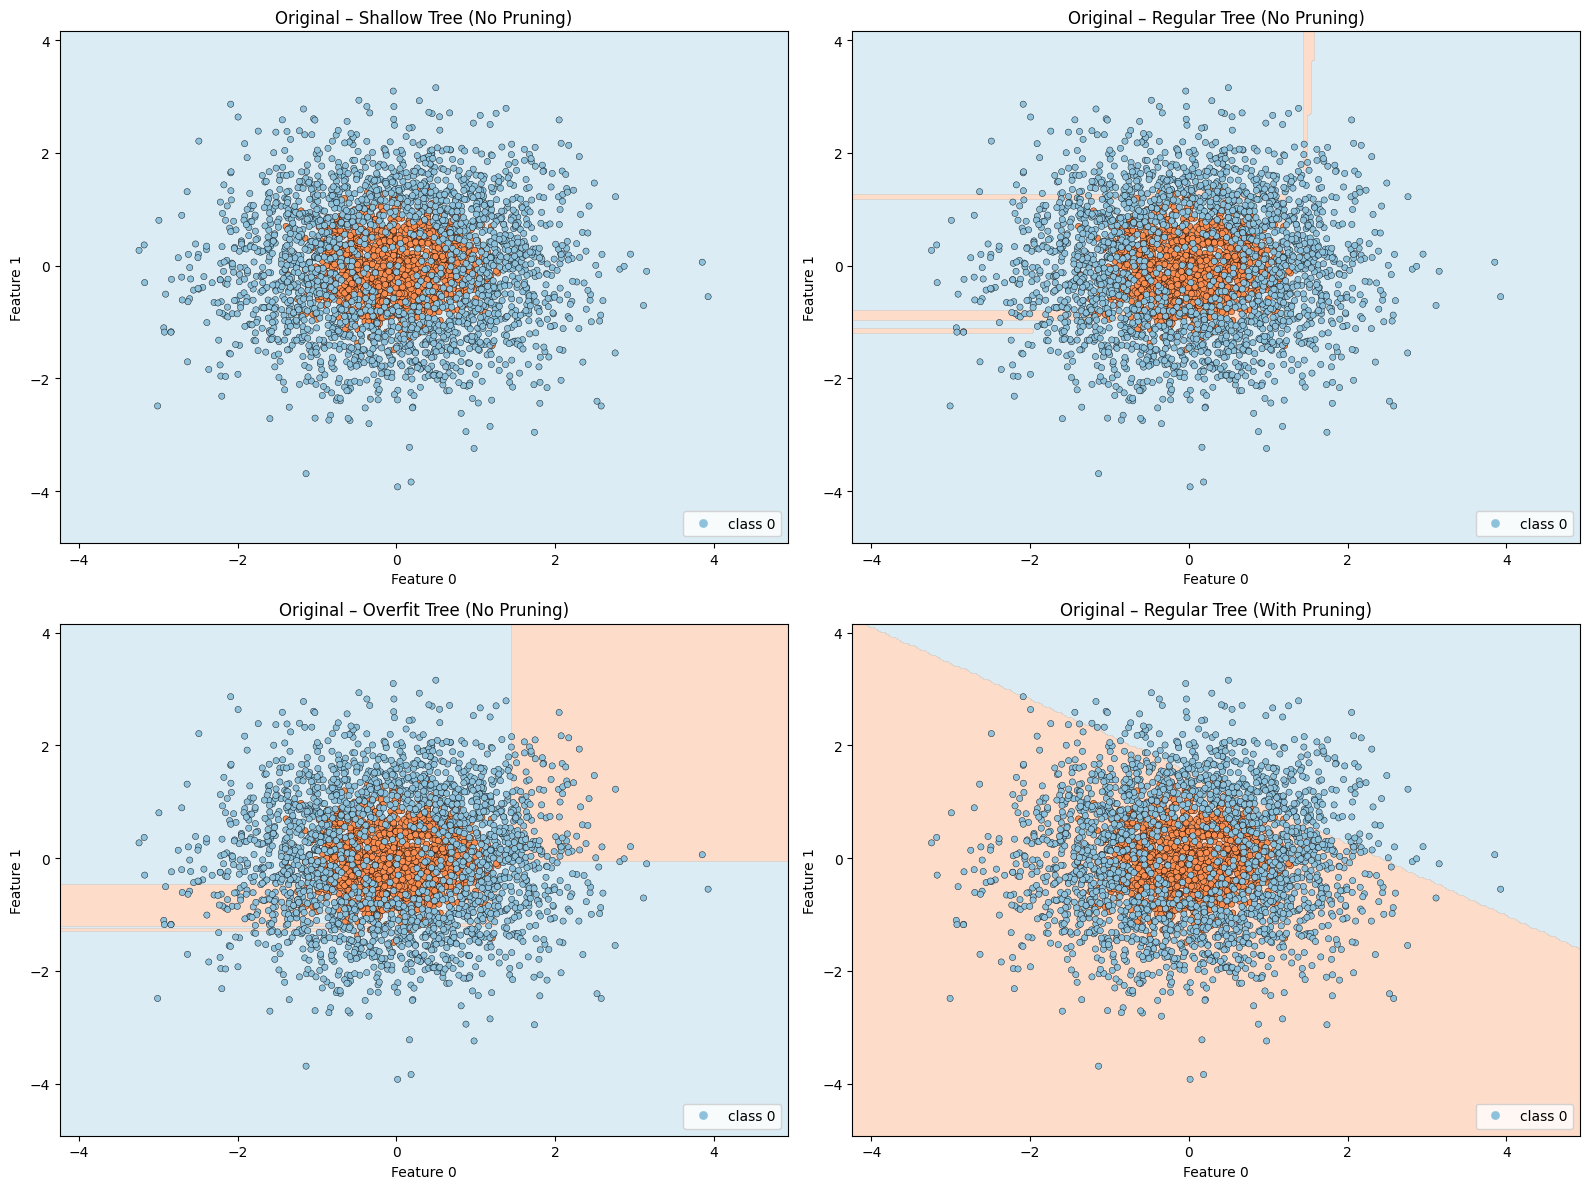 Original – Shallow Tree (No Pruning)
4
2
0
−2
−4
Feature 1
class 0
−4 −2 0 2 4
Feature 0
Original – Regular Tree (No Pruning)
4
2
0
−2
−4
Feature 1
class 0
−4 −2 0 2 4
Feature 0
Original – Overfit Tree (No Pruning)
4
2
0
−2
−4
Feature 1
class 0
−4 −2 0 2 4
Feature 0
Original – Regular Tree (With Pruning)
4
2
0
−2
−4
Feature 1
class 0
−4 −2 0 2 4
Feature 0